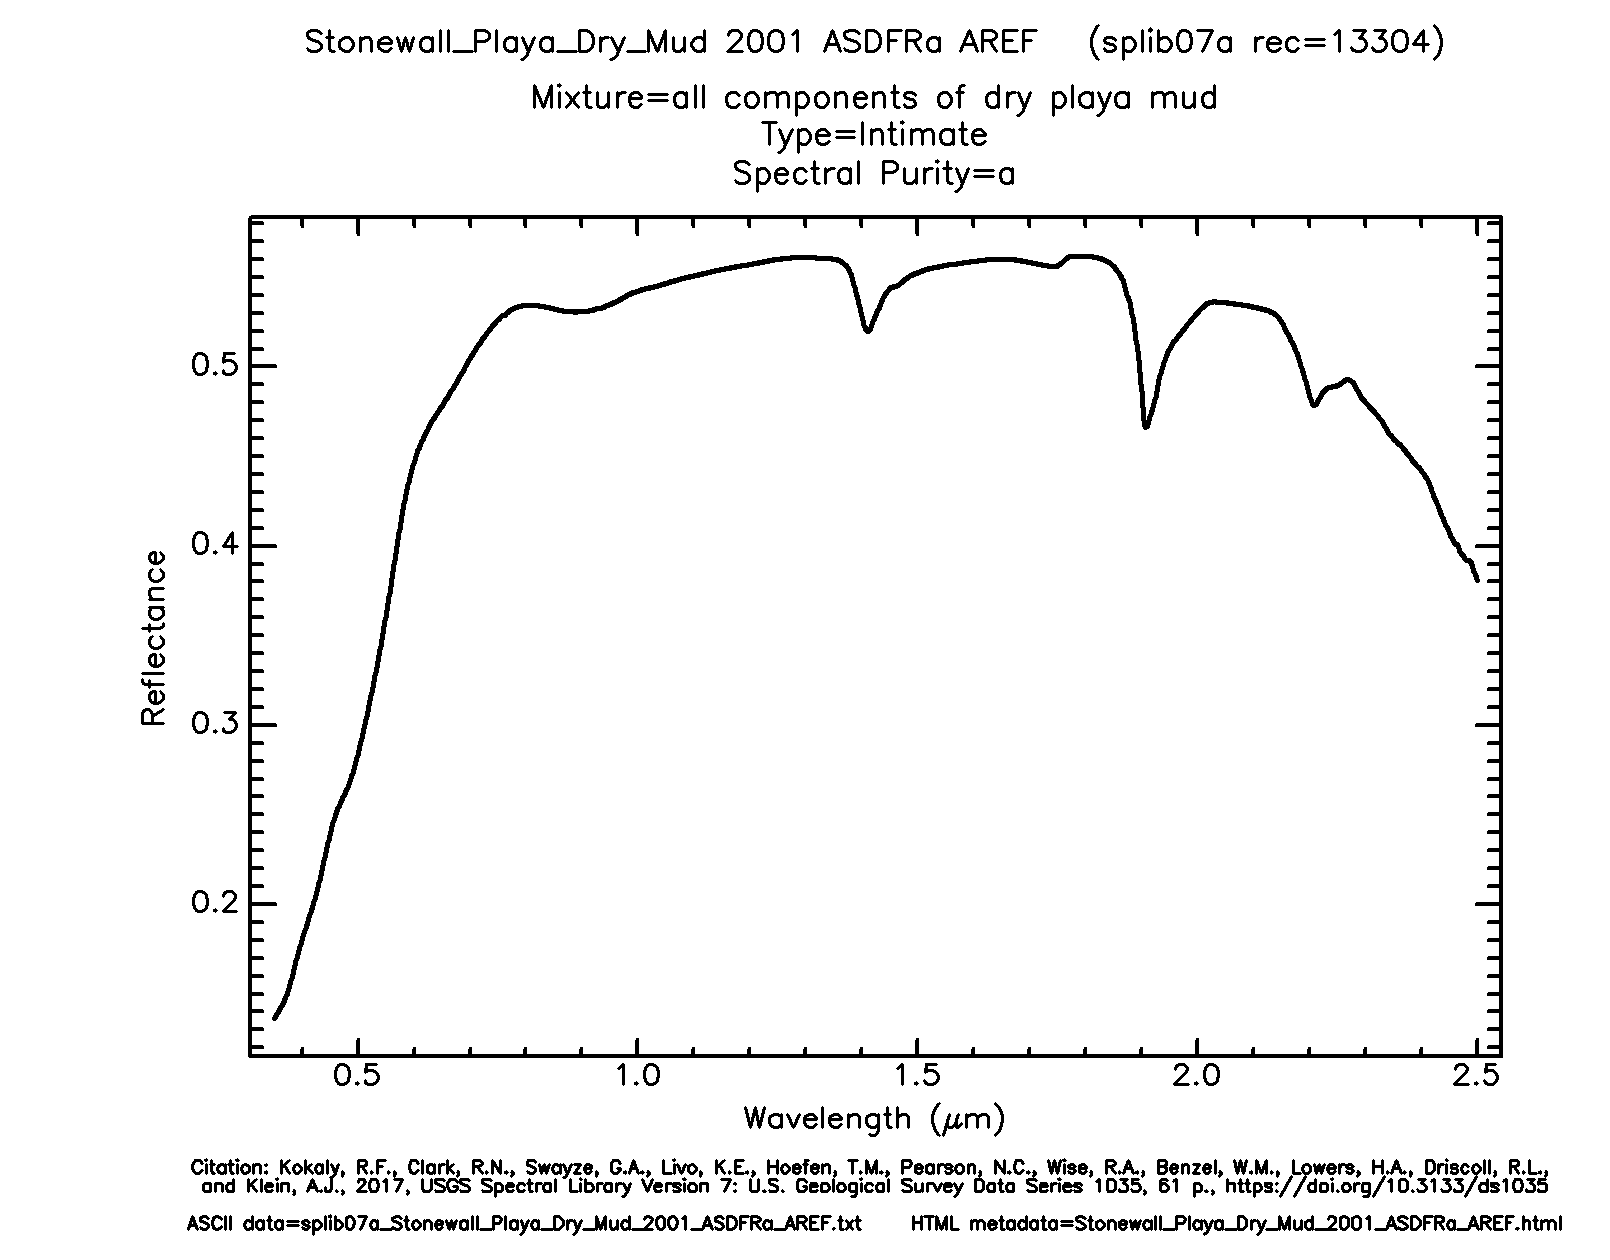 Stonewall_Playa_Dry_Mud 2001 ASDFRa AREF (splib07a rec=13304)
Mixture=all components of dry playa mud
Type=Intimate
Spectral Purity=a
0.5
0.4
0.3
0.2
Reflectance
0.5 1.0 1.5 2.0 2.5
Wavelength (μm)
Citation: Kokaly, R.F., Clark, R.N., Swayze, G.A., Livo, K.E., Hoefen, T.M., Pearson, N.C., Wise, R.A., Benzel, W.M., Lowers, H.A., Driscoll, R.L.,
and Klein, A.J., 2017, USGS Spectral Library Version 7: U.S. Geological Survey Data Series 1035, 61 p., https://doi.org/10.3133/ds1035
ASCII data=splib07a_Stonewall_Playa_Dry_Mud_2001_ASDFRa_AREF.txt HTML metadata=Stonewall_Playa_Dry_Mud_2001_ASDFRa_AREF.html